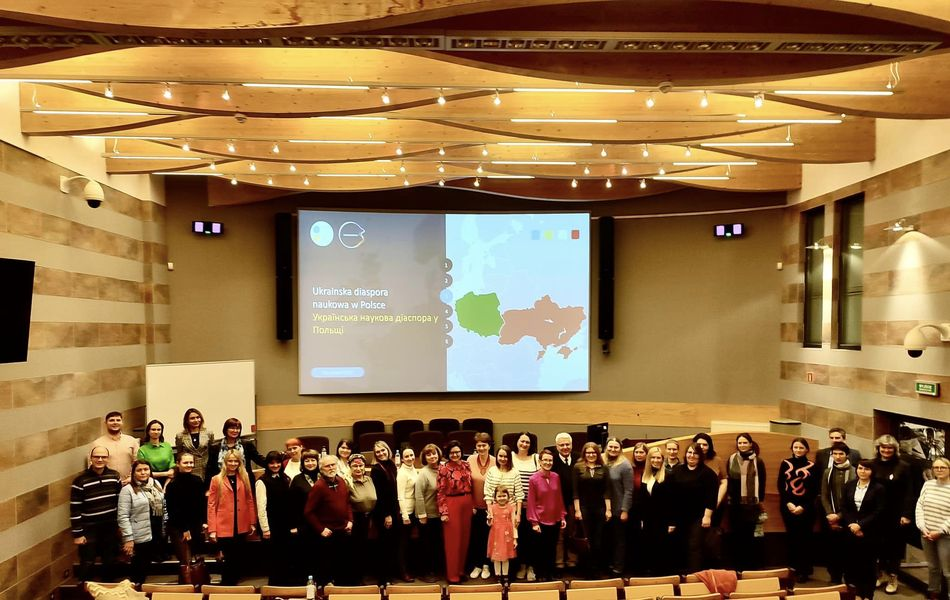 Ukraińska diaspora
naukowa w Polsce
Українська наукова діаспора у
Польщі